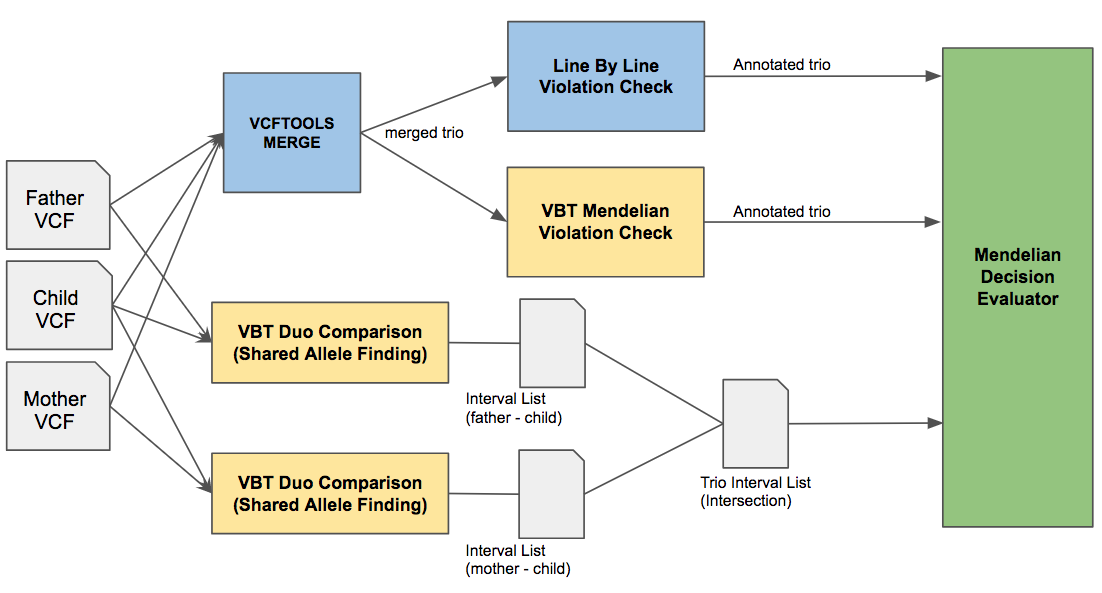 Father
VCF
Child
VCF
Mother
VCF
VCFTOOLS
MERGE
merged trio
Line By Line
Violation Check
Annotated trio
VBT Mendelian
Violation Check
Annotated trio
VBT Duo Comparison
(Shared Allele Finding)
Interval List
(father - child)
VBT Duo Comparison
(Shared Allele Finding)
Interval List
(mother - child)
Trio Interval List
(Intersection)
Mendelian
Decision
Evaluator